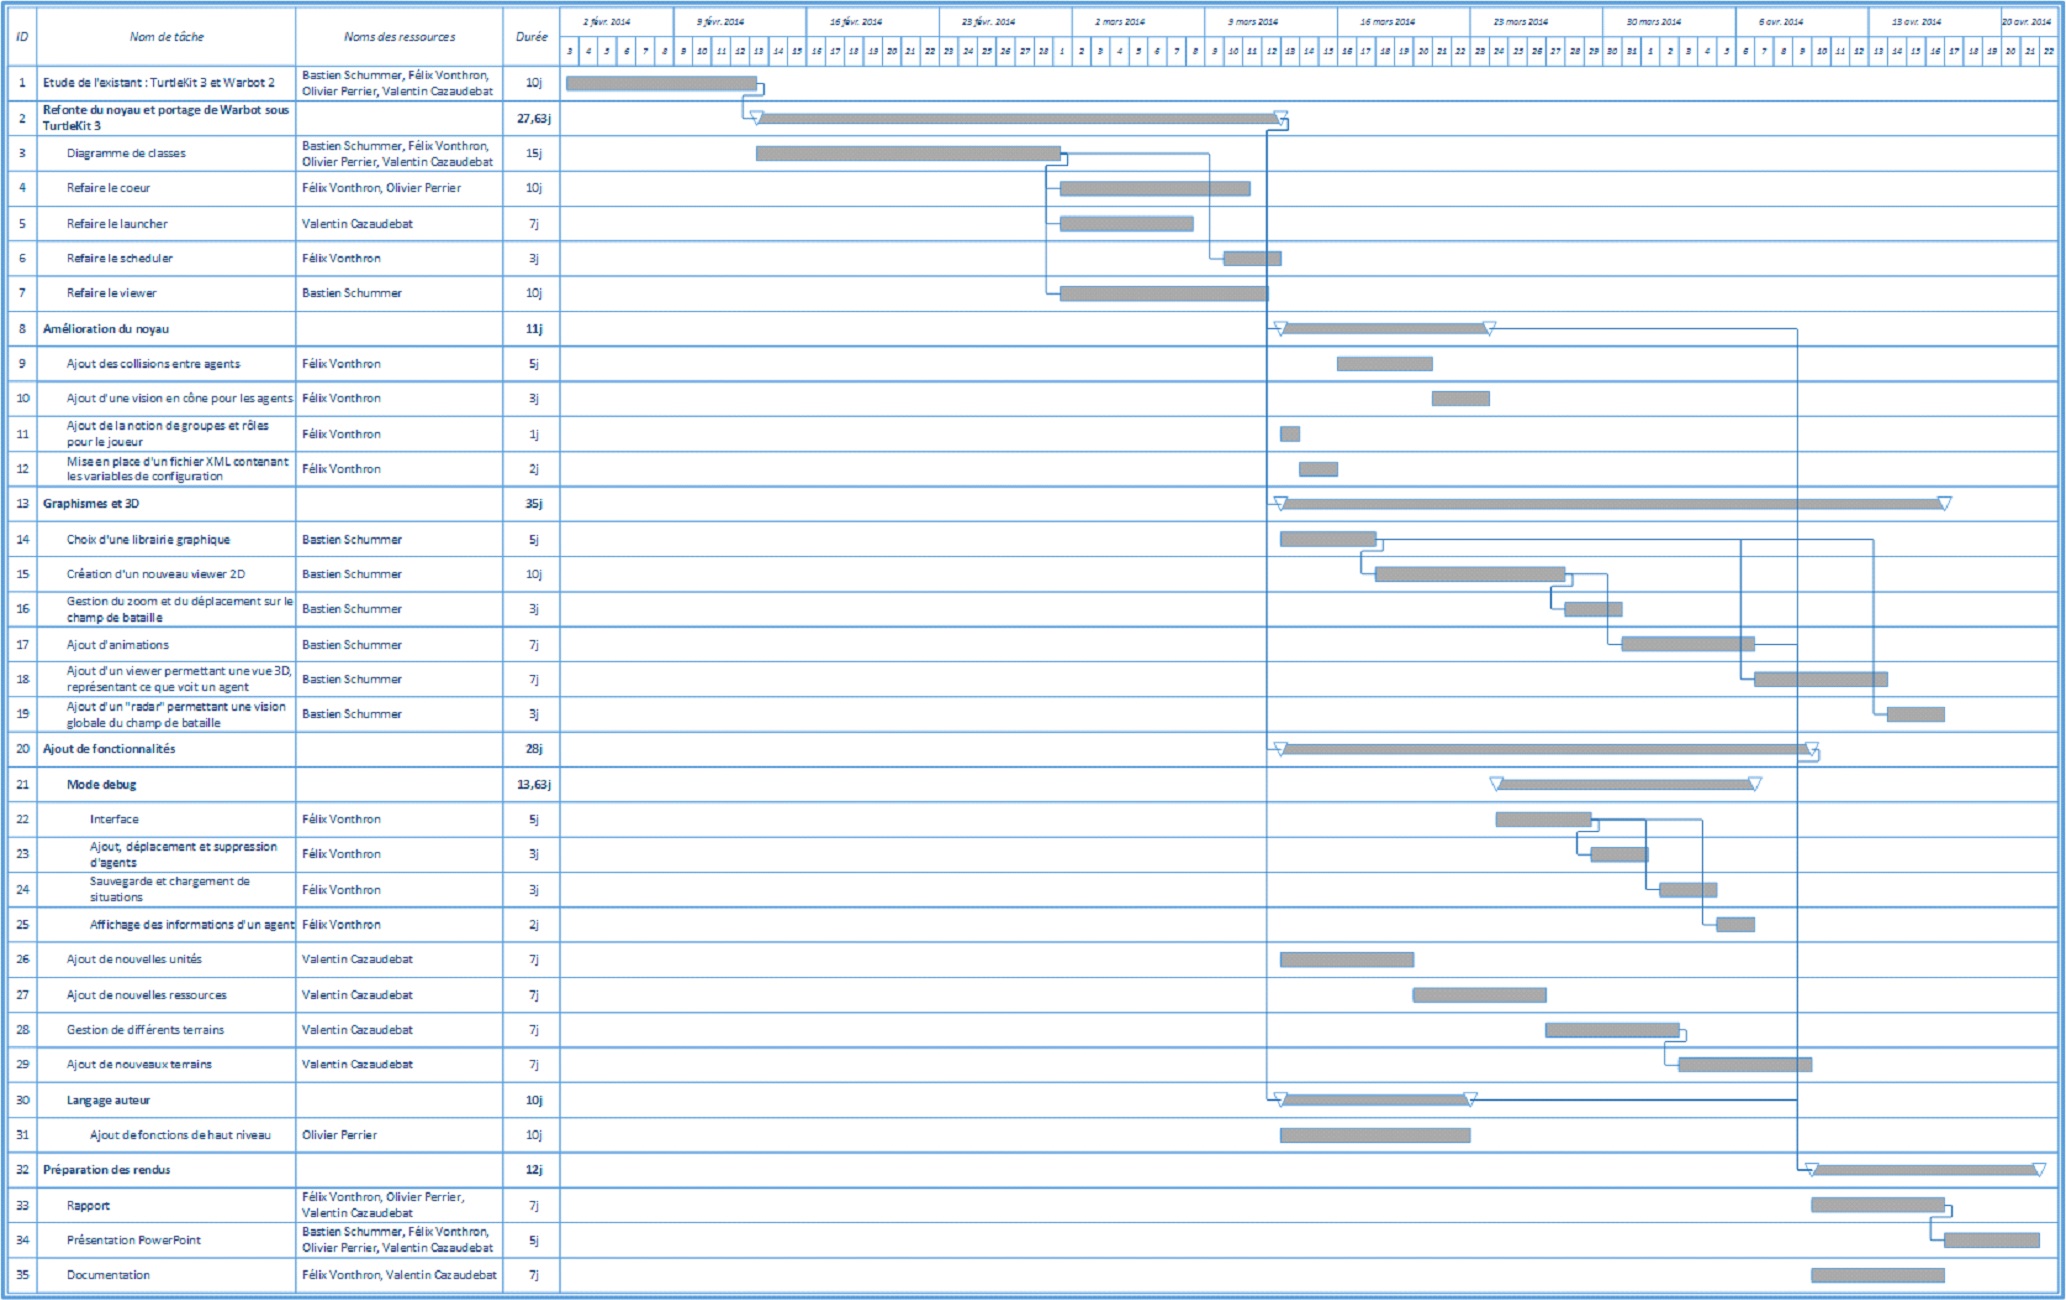 2 févr. 2014 9 févr. 2014 16 févr. 2014 23 févr. 2014 2 mars 2014 9 mars 2014 16 mars 2014 23 mars 2014 30 mars 2014 6 avr. 2014 13 avr. 2014 20 avr. 2014
ID Nom de tâche Noms des ressources Durée
3 4 5 6 7 8 9 10 11 12 13 14 15 16 17 18 19 20 21 22 23 24 25 26 27 28 1 2 3 4 5 6 7 8 9 10 11 12 13 14 15 16 17 18 19 20 21 22 23 24 25 26 27 28 29 30 31 1 2 3 4 5 6 7 8 9 10 11 12 13 14 15 16 17 18 19 20 21 22
1 Etude de l'existant : TurtleKit 3 et Warbot 2 Bastien Schummer, Félix Vonthron, 10j
Olivier Perrier, Valentin Cazaudebat
2 Refonte du noyau et portage de Warbot sous 27,63j
TurtleKit 3
3 Diagramme de classes Bastien Schummer, Félix Vonthron, 15j
Olivier Perrier, Valentin Cazaudebat
4 Refaire le coeur Félix Vonthron, Olivier Perrier 10j
5 Refaire le launcher Valentin Cazaudebat 7j
6 Refaire le scheduler Félix Vonthron 3j
7 Refaire le viewer Bastien Schummer 10j
8 Amélioration du noyau 11j
9 Ajout des collisions entre agents Félix Vonthron 5j
10 Ajout d'une vision en cône pour les agents Félix Vonthron 3j
11 Ajout de la notion de groupes et rôles Félix Vonthron 1j
pour le joueur
12 Mise en place d'un fichier XML contenant Félix Vonthron 2j
les variables de configuration
13 Graphismes et 3D 35j
14 Choix d'une librairie graphique Bastien Schummer 5j
15 Création d'un nouveau viewer 2D Bastien Schummer 10j
16 Gestion du zoom et du déplacement sur le Bastien Schummer 3j
champ de bataille
17 Ajout d'animations Bastien Schummer 7j
18 Ajout d'un viewer permettant une vue 3D, Bastien Schummer 7j
représentant ce que voit un agent
19 Ajout d'un "radar" permettant une vision Bastien Schummer 3j
globale du champ de bataille
20 Ajout de fonctionnalités 28j
21 Mode debug 13,63j
22 Interface Félix Vonthron 5j
23 Ajout, déplacement et suppression Félix Vonthron 3j
d'agents
24 Sauvegarde et chargement de Félix Vonthron 3j
situations
25 Affichage des informations d'un agent Félix Vonthron 2j
26 Ajout de nouvelles unités Valentin Cazaudebat 7j
27 Ajout de nouvelles ressources Valentin Cazaudebat 7j
28 Gestion de différents terrains Valentin Cazaudebat 7j
29 Ajout de nouveaux terrains Valentin Cazaudebat 7j
30 Langage auteur 10j
31 Ajout de fonctions de haut niveau Olivier Perrier 10j
32 Préparation des rendus 12j
33 Rapport Félix Vonthron, Olivier Perrier, 7j
Valentin Cazaudebat
34 Présentation PowerPoint Bastien Schummer, Félix Vonthron, 5j
Olivier Perrier, Valentin Cazaudebat
35 Documentation Félix Vonthron, Valentin Cazaudebat 7j